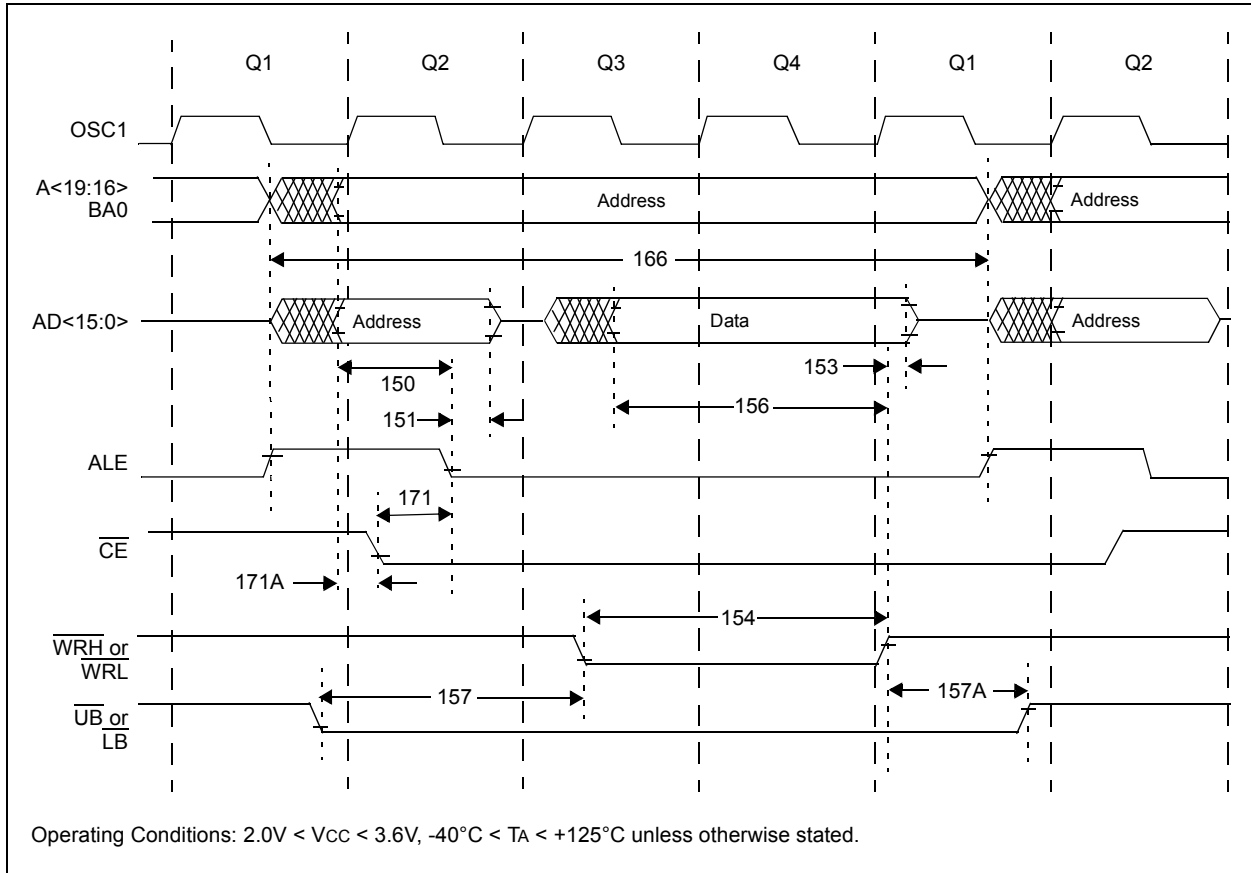 Q1 Q2 Q3 Q4 Q1 Q2
OSC1
A<19:16>
BA0
Address
Address
166
AD<15:0>
Address
Data
Address
150
153
151
156
ALE
171
CE
171A
154
WRH or
WRL
157
157A
UB or
LB
Operating Conditions: 2.0V < VCC < 3.6V, -40°C < TA < +125°C unless otherwise stated.